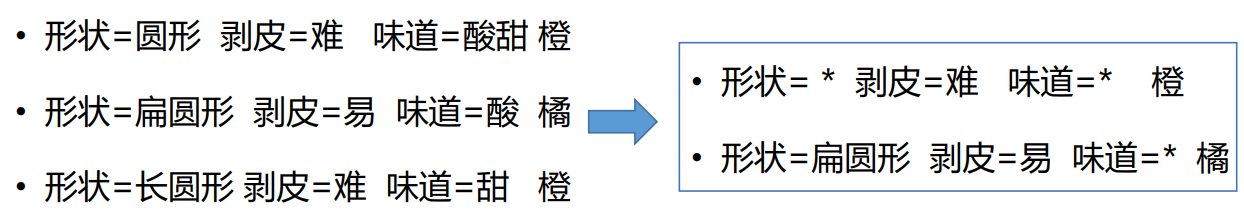 • 形状=圆形 剥皮=难 味道=酸甜 橙
• 形状=扁圆形 剥皮=易 味道=酸 橘
• 形状=长圆形 剥皮=难 味道=甜 橙
• 形状= * 剥皮=难 味道=* 橙
• 形状=扁圆形 剥皮=易 味道=* 橘